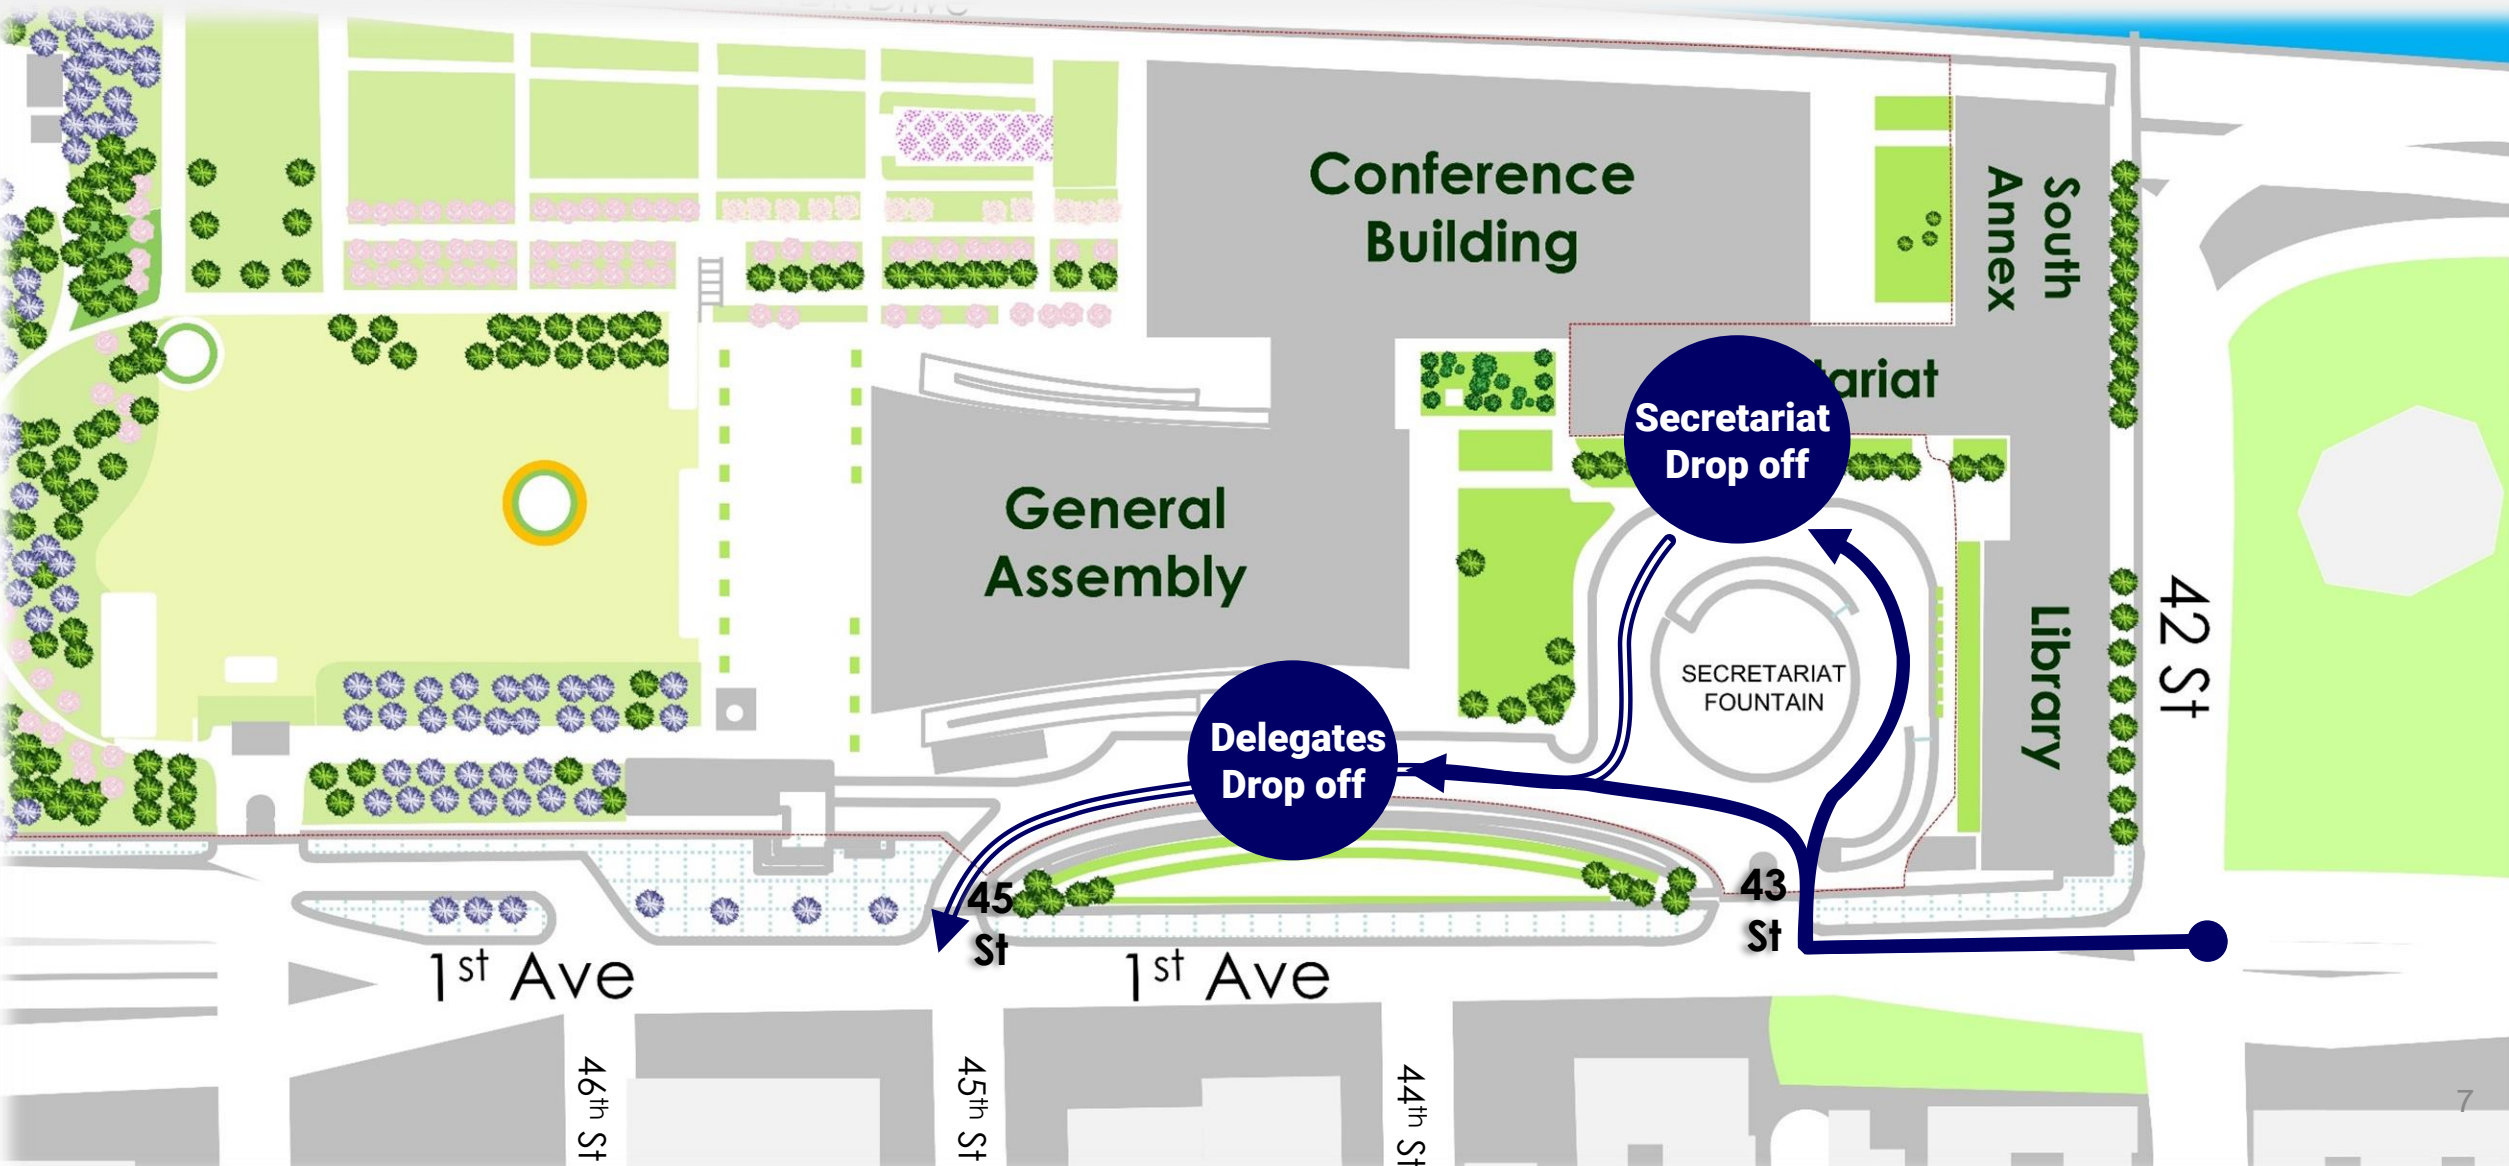 Conference
Building
South
Annex
ariat
Secretariat
Drop off
General
Assembly
SECRETARIAT
FOUNTAIN
Library
42 St
Delegates
Drop off
45
St
43
St
1st Ave
1st Ave
46th St
45th St
44th St
7